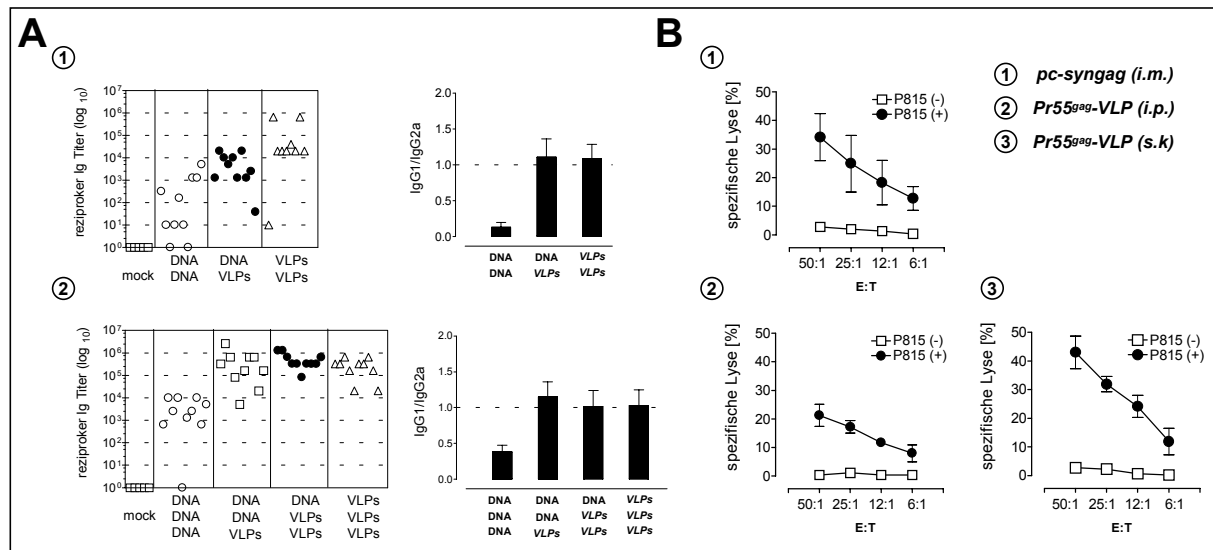 A
①
reziproker Ig Titer (log 10)
10⁷
10⁶
10⁵
10⁴
10³
10²
10¹
10⁰
mock
DNA DNA VLPs
DNA VLPs VLPs
IgG1/IgG2a
2.0
1.5
1.0
0.5
0.0
DNA DNA VLPs
DNA VLPs VLPs
②
reziproker Ig Titer (log 10)
10⁷
10⁶
10⁵
10⁴
10³
10²
10¹
10⁰
mock
DNA DNA DNA VLPs
DNA DNA VLPs VLPs
DNA VLPs VLPs VLPs
IgG1/IgG2a
2.0
1.5
1.0
0.5
0.0
DNA DNA DNA VLPs
DNA DNA VLPs VLPs
DNA VLPs VLPs VLPs
B
①
spezifische Lyse [%]
50
40
30
20
10
0
P815 (-)
P815 (+)
50:1 25:1 12:1 6:1
E:T
① pc-syngag (i.m.)
② Pr55gag-VLP (i.p.)
③ Pr55gag-VLP (s.k)
②
spezifische Lyse [%]
50
40
30
20
10
0
P815 (-)
P815 (+)
50:1 25:1 12:1 6:1
E:T
③
spezifische Lyse [%]
50
40
30
20
10
0
P815 (-)
P815 (+)
50:1 25:1 12:1 6:1
E:T